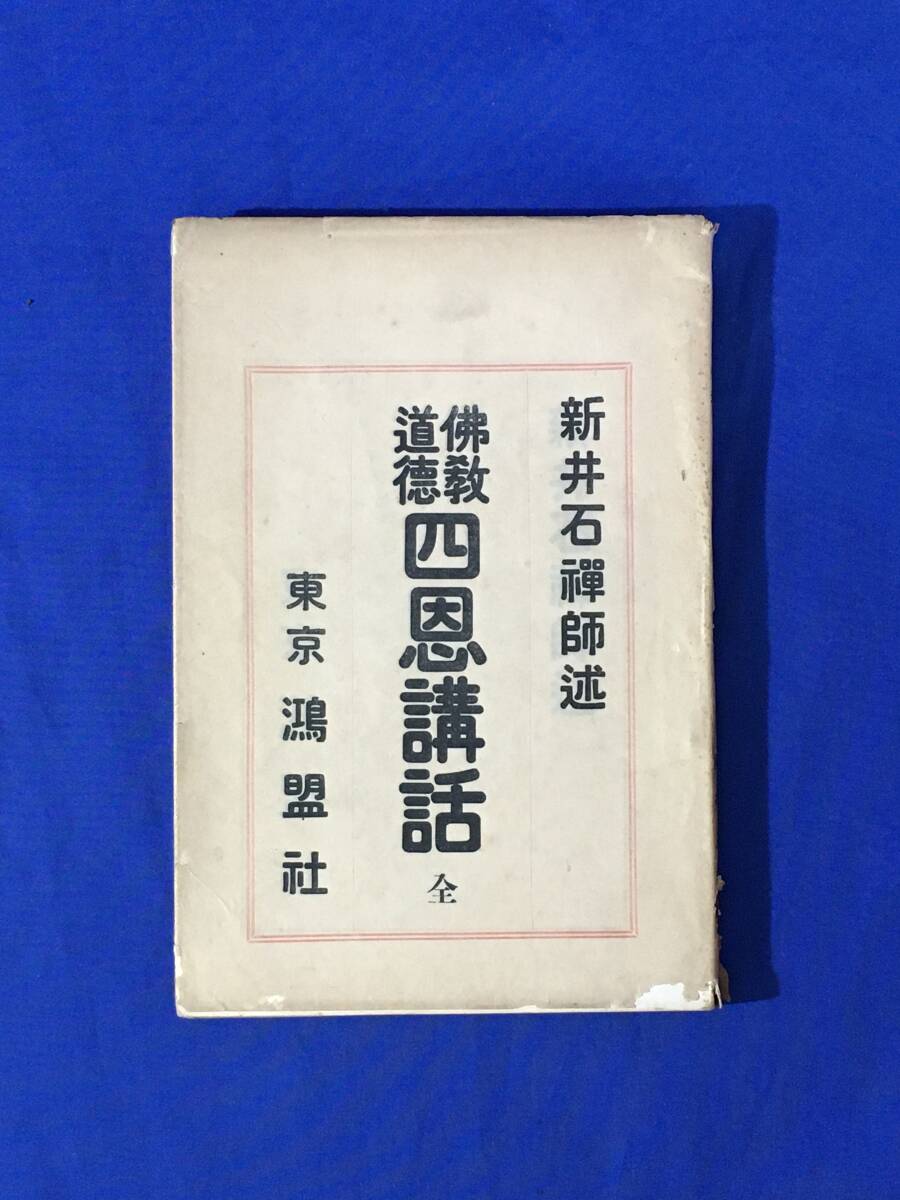 新井石禪師述
佛教
道德
四恩講話 全
東京 鴻盟社